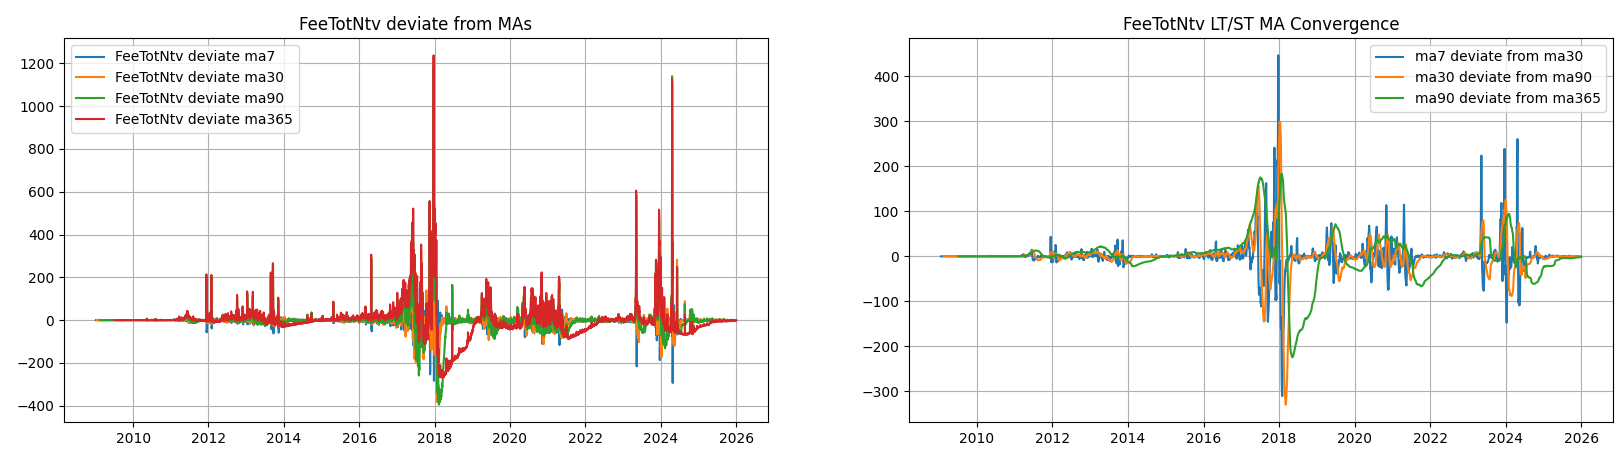 FeeTotNtv deviate from MAs
FeeTotNtv deviate ma7
FeeTotNtv deviate ma30
FeeTotNtv deviate ma90
FeeTotNtv deviate ma365
1200
1000
800
600
400
200
0
−200
−400
2010 2012 2014 2016 2018 2020 2022 2024 2026
FeeTotNtv LT/ST MA Convergence
ma7 deviate from ma30
ma30 deviate from ma90
ma90 deviate from ma365
400
300
200
100
0
−100
−200
−300
2010 2012 2014 2016 2018 2020 2022 2024 2026